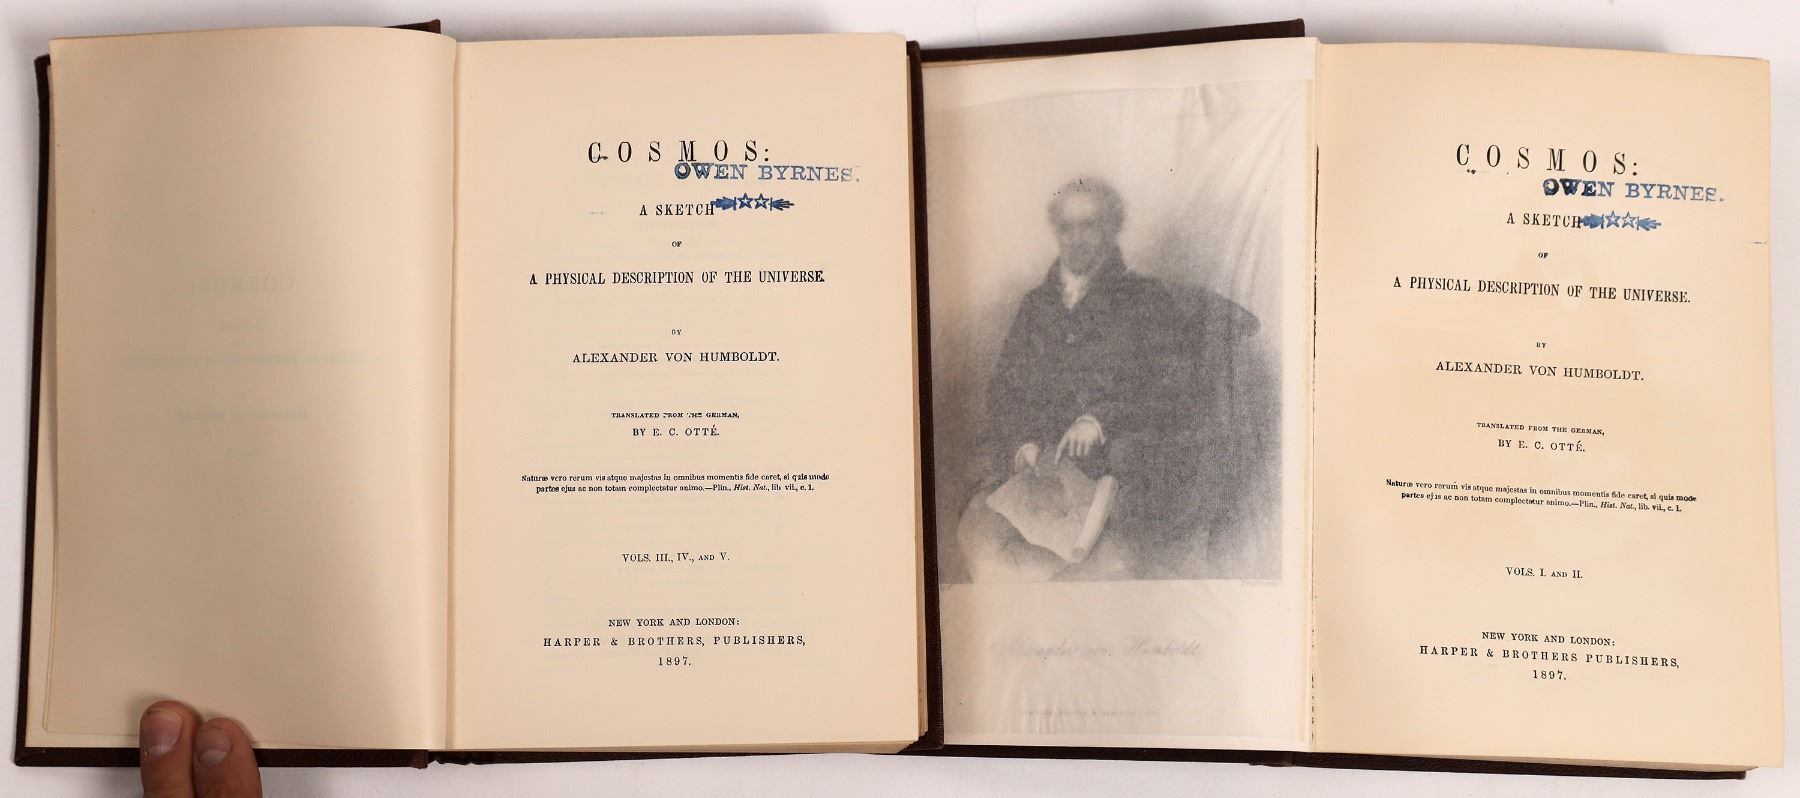 COSMOS:
OWEN BYRNES.
A SKETCH
OF
A PHYSICAL DESCRIPTION OF THE UNIVERSE.
BY
ALEXANDER VON HUMBOLDT.
TRANSLATED FROM THE GERMAN,
BY E. C. OTTÉ.
Naturæ vero rerum vis atque majestas in omnibus momentis fide caret, si quis modo
partes ejus ac non totam complectatur animo.—Plin., Hist. Nat., lib. vii., c. 1.
VOLS. III., IV., AND V.
NEW YORK AND LONDON:
HARPER & BROTHERS, PUBLISHERS,
1897.
Alexander von Humboldt
COSMOS:
OWEN BYRNES.
A SKETCH
OF
A PHYSICAL DESCRIPTION OF THE UNIVERSE.
BY
ALEXANDER VON HUMBOLDT.
TRANSLATED FROM THE GERMAN,
BY E. C. OTTÉ.
Naturæ vero rerum vis atque majestas in omnibus momentis fide caret, si quis modo
partes ejus ac non totam complectatur animo.—Plin., Hist. Nat., lib. vii., c. 1.
VOLS. I. AND II.
NEW YORK AND LONDON:
HARPER & BROTHERS PUBLISHERS,
1897.